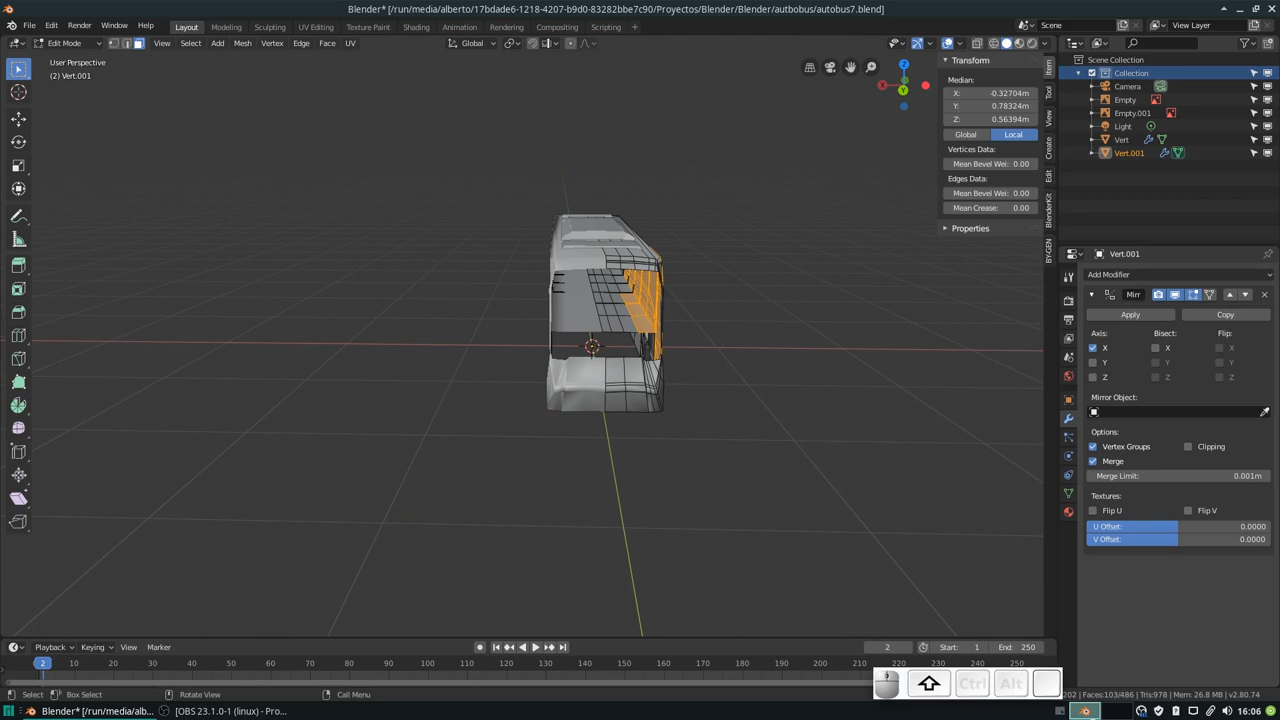 Blender* [/run/media/alberto/17bdade6-1218-4207-b9d0-83282bbe7c90/Proyectos/Blender/Blender/autbobus/autobus7.blend]
File Edit Render Window Help Layout Modeling Sculpting UV Editing Texture Paint Shading Animation Rendering Compositing Scripting + Scene View Layer
Edit Mode View Select Add Mesh Vertex Edge Face UV Global
User Perspective
(2) Vert.001
Z
X
Y
Transform
Median:
X: -0.32704m
Y: 0.78324m
Z: 0.56394m
Global Local
Vertices Data:
Mean Bevel Wei: 0.00
Edges Data:
Mean Bevel Wei: 0.00
Mean Crease: 0.00
Properties
Item
Tool
View
Create
Edit
BlenderKit
BY-GEN
Scene Collection
Collection
Camera
Empty
Empty.001
Light
Vert
Vert.001
Vert.001
Add Modifier
Mirr
Apply Copy
Axis: Bisect: Flip:
X X X
Y Y Y
Z Z Z
Mirror Object:
Options:
Vertex Groups Clipping
Merge
Merge Limit: 0.001m
Textures:
Flip U Flip V
U Offset: 0.0000
V Offset: 0.0000
Playback Keying View Marker 2 Start: 1 End: 250
2 10 20 30 40 50 60 70 80 90 100 110 120 130 140 150 160 170 180 190 200 210 220 230 240 250
Ctrl Alt
Select Box Select Rotate View Call Menu 202 | Faces:103/486 | Tris:978 | Mem: 26.8 MB | v2.80.74
Blender* [/run/media/alb... [OBS 23.1.0-1 (linux) - Pro... 16:06